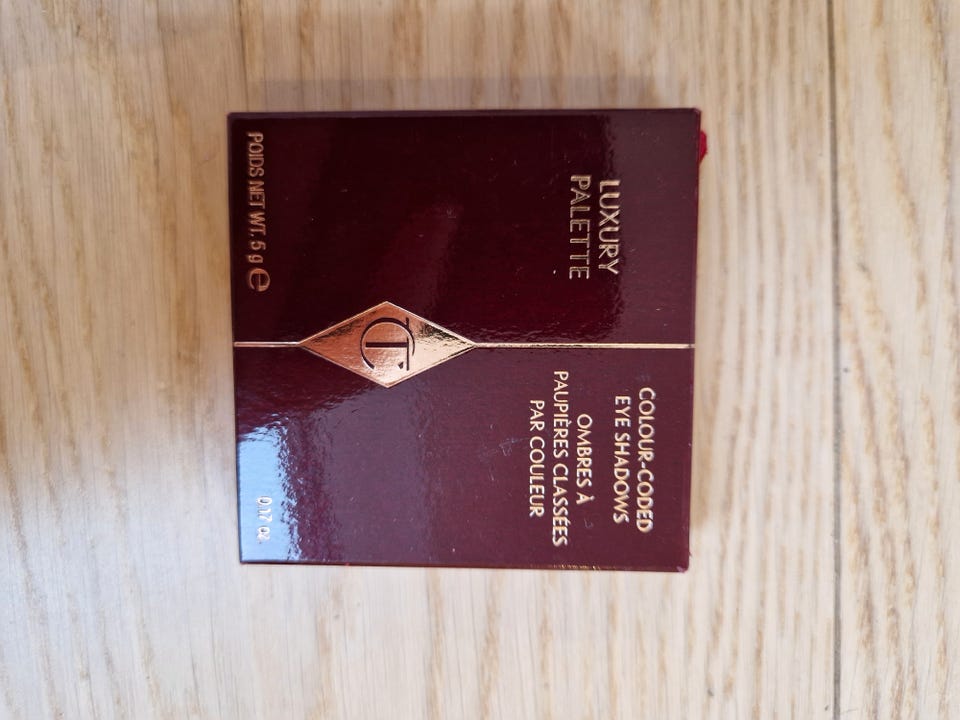 LUXURY
PALETTE
COLOUR-CODED
EYE SHADOWS
OMBRES À
PAUPIÈRES CLASSÉES
PAR COULEUR
CT
POIDS NET WT. 5 g ℮
0.17 oz.